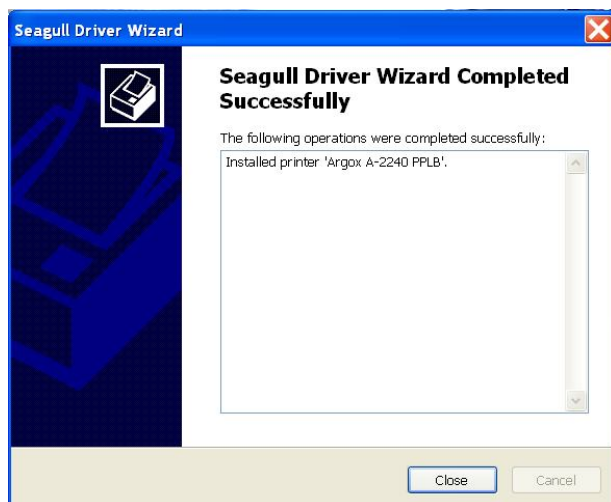 Seagull Driver Wizard
Seagull Driver Wizard Completed
Successfully
The following operations were completed successfully:
Installed printer 'Argox A-2240 PPLB'.
Close
Cancel